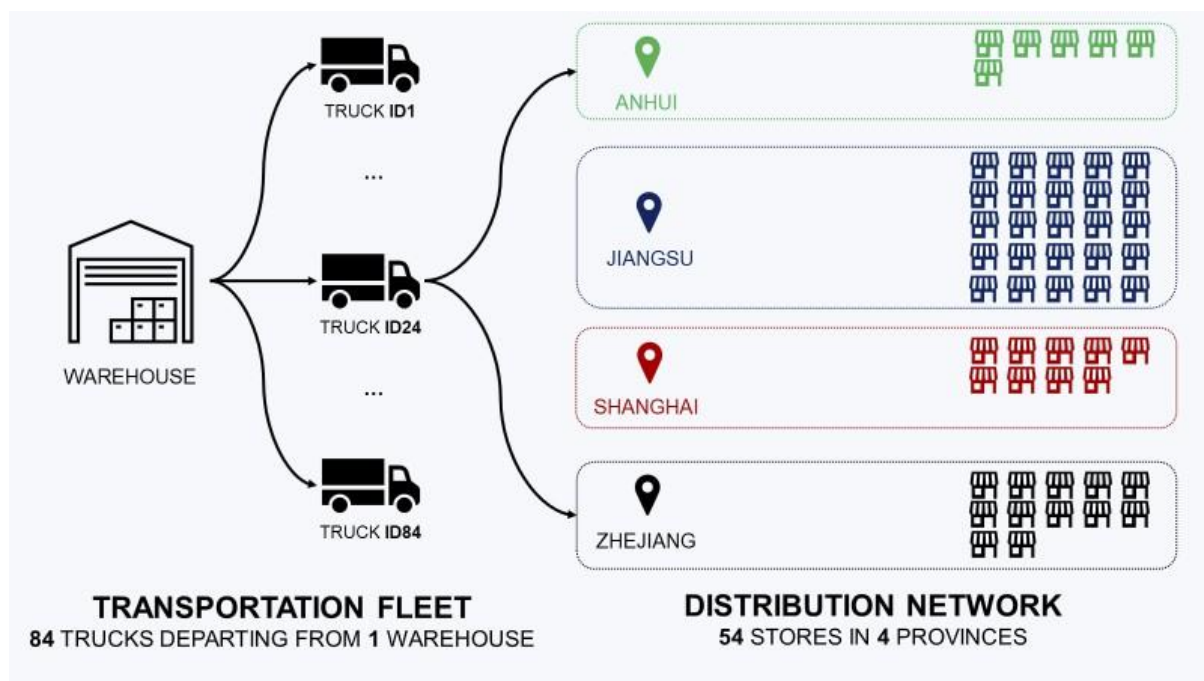 TRUCK ID1
...
TRUCK ID24
...
TRUCK ID84
WAREHOUSE
ANHUI
JIANGSU
SHANGHAI
ZHEJIANG
TRANSPORTATION FLEET
84 TRUCKS DEPARTING FROM 1 WAREHOUSE
DISTRIBUTION NETWORK
54 STORES IN 4 PROVINCES